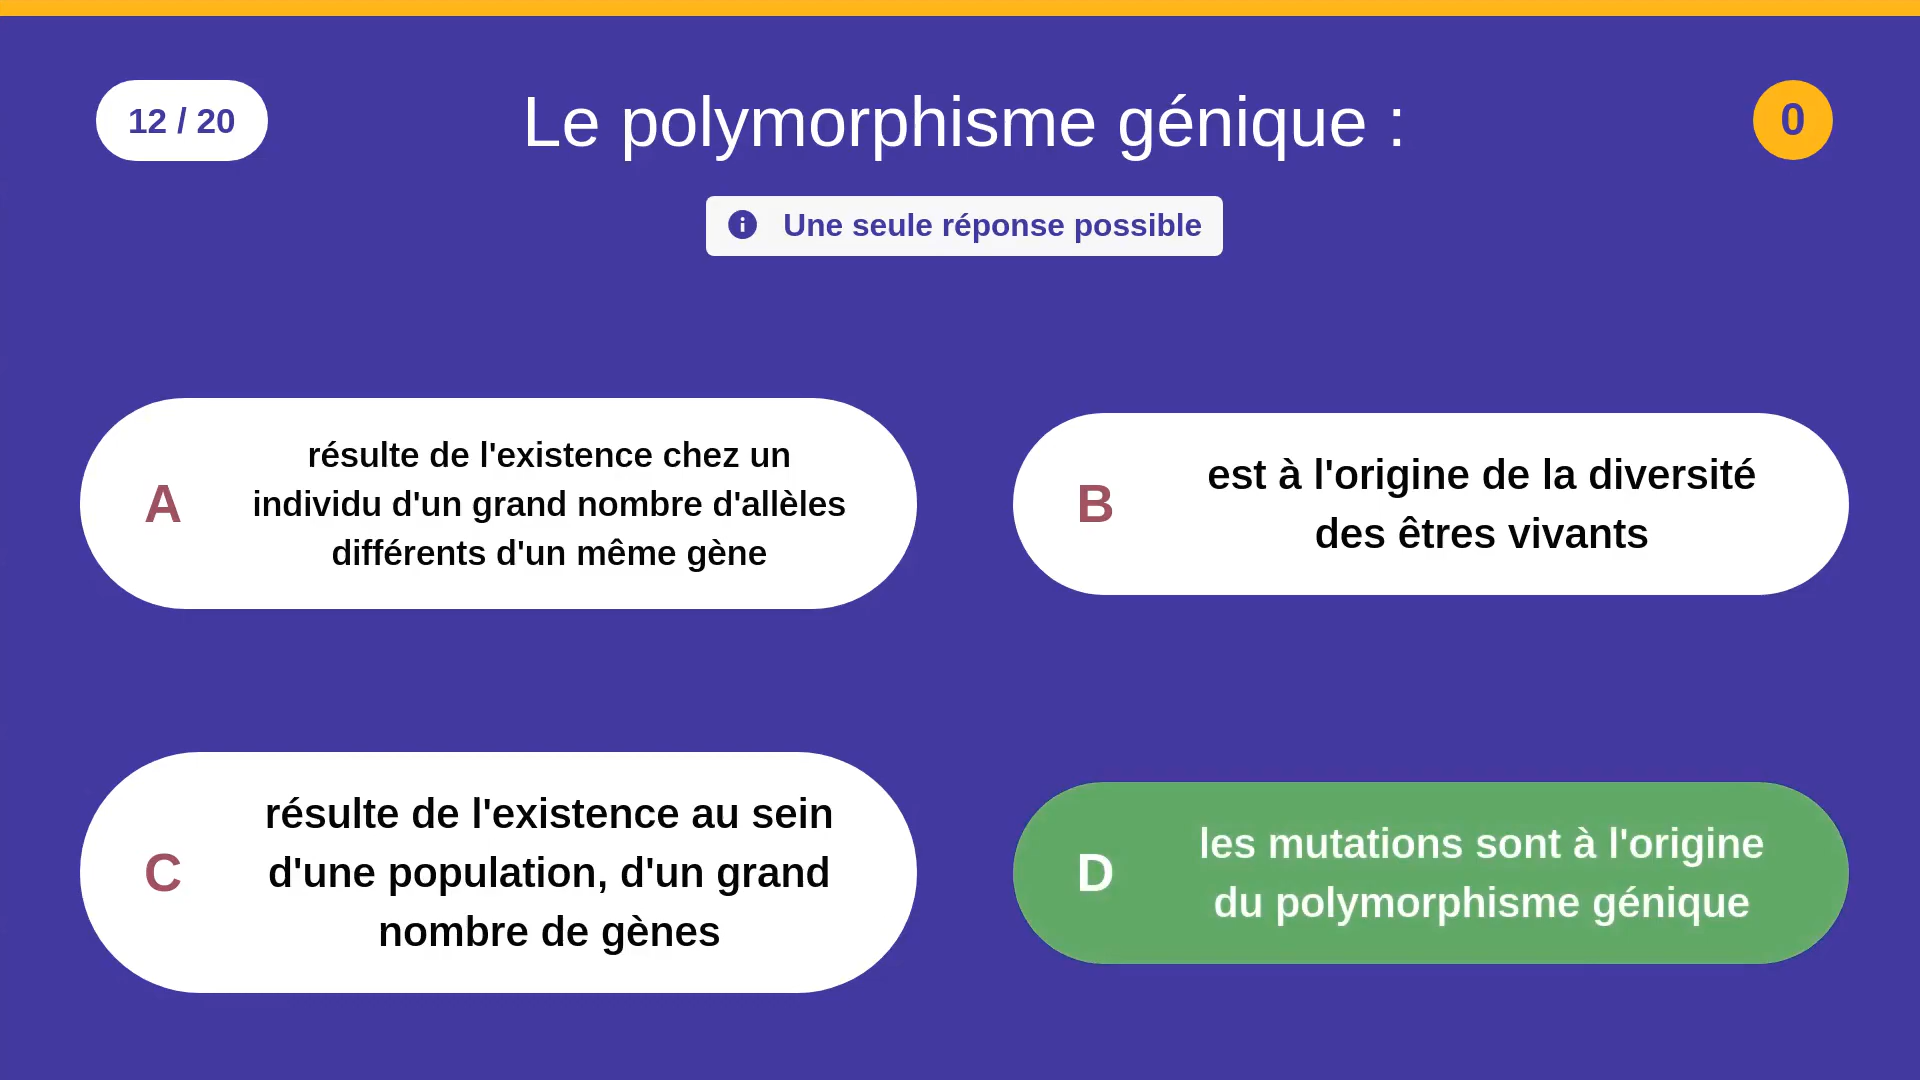 12 / 20
Le polymorphisme génique :
0
Une seule réponse possible
A
résulte de l'existence chez un
individu d'un grand nombre d'allèles
différents d'un même gène
B
est à l'origine de la diversité
des êtres vivants
C
résulte de l'existence au sein
d'une population, d'un grand
nombre de gènes
D
les mutations sont à l'origine
du polymorphisme génique